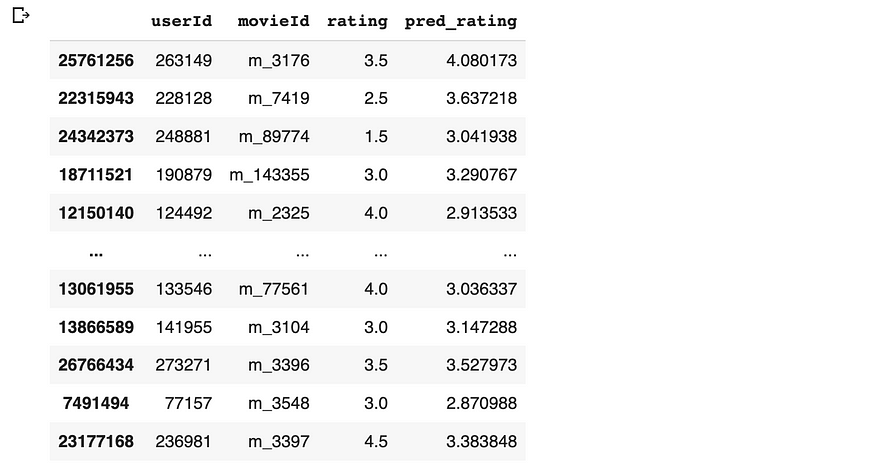 userId movieId rating pred_rating
25761256 263149 m_3176 3.5 4.080173
22315943 228128 m_7419 2.5 3.637218
24342373 248881 m_89774 1.5 3.041938
18711521 190879 m_143355 3.0 3.290767
12150140 124492 m_2325 4.0 2.913533
... ... ... ... ...
13061955 133546 m_77561 4.0 3.036337
13866589 141955 m_3104 3.0 3.147288
26766434 273271 m_3396 3.5 3.527973
7491494 77157 m_3548 3.0 2.870988
23177168 236981 m_3397 4.5 3.383848